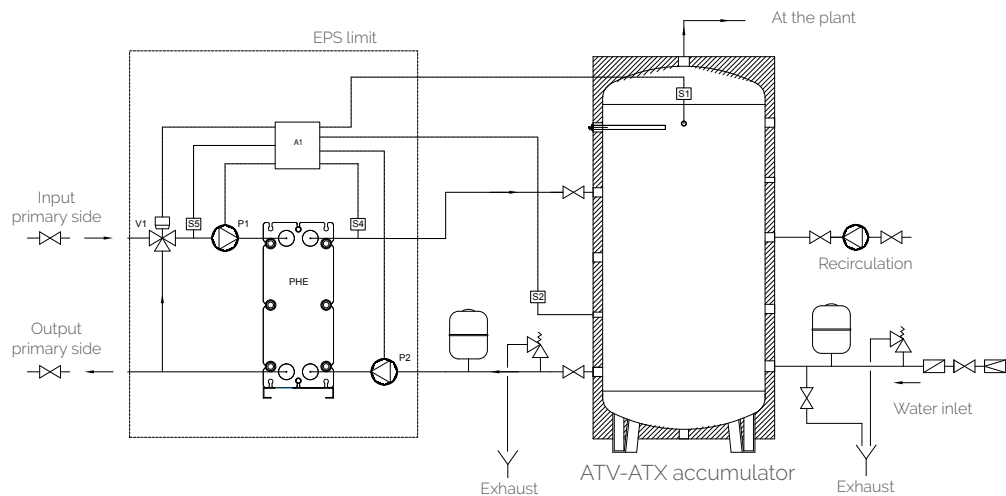 At the plant
EPS limit
S1
A1
Input
primary side
V1
S5
P1
S4
PHE
Recirculation
S2
Output
primary side
P2
Water inlet
ATV-ATX accumulator
Exhaust
Exhaust